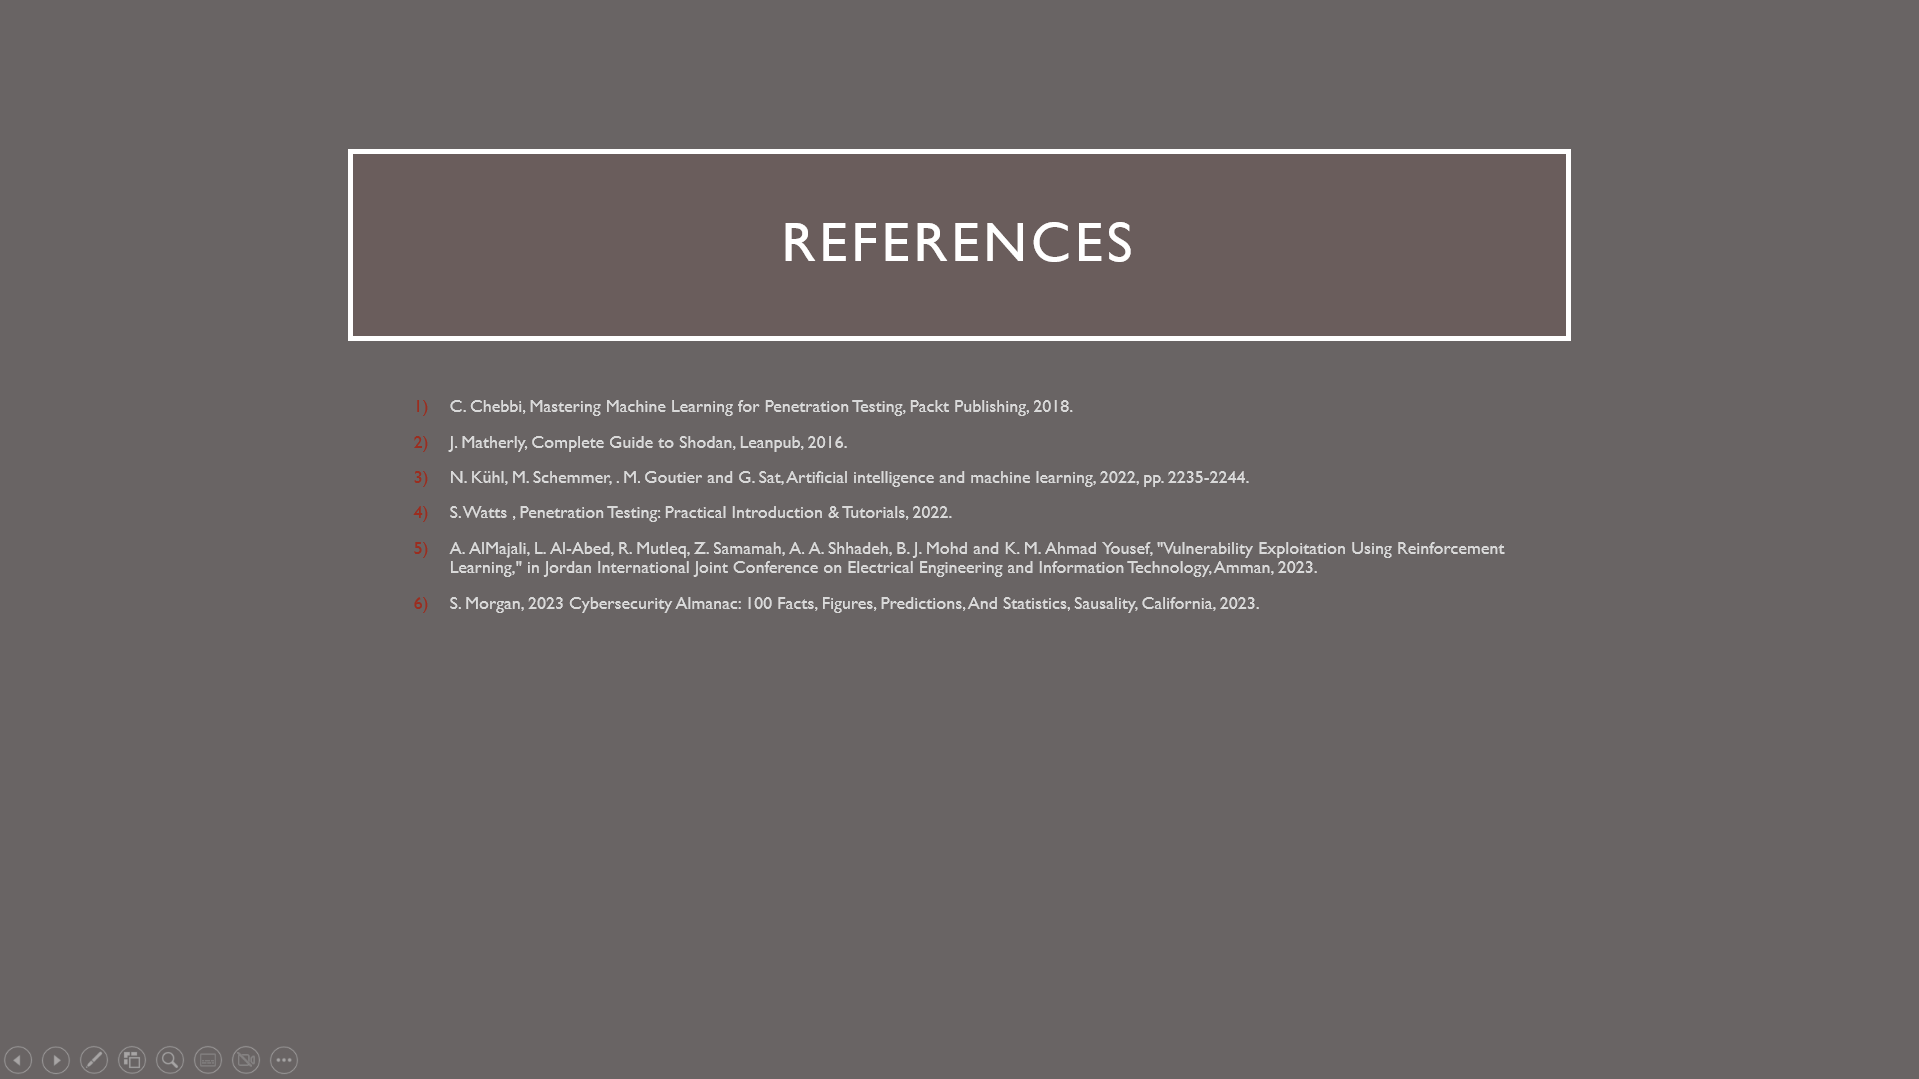 REFERENCES
1) C. Chebbi, Mastering Machine Learning for Penetration Testing, Packt Publishing, 2018.
2) J. Matherly, Complete Guide to Shodan, Leanpub, 2016.
3) N. Kühl, M. Schemmer, . M. Goutier and G. Sat, Artificial intelligence and machine learning, 2022, pp. 2235-2244.
4) S. Watts , Penetration Testing: Practical Introduction & Tutorials, 2022.
5) A. AlMajali, L. Al-Abed, R. Mutleq, Z. Samamah, A. A. Shhadeh, B. J. Mohd and K. M. Ahmad Yousef, "Vulnerability Exploitation Using Reinforcement
Learning," in Jordan International Joint Conference on Electrical Engineering and Information Technology, Amman, 2023.
6) S. Morgan, 2023 Cybersecurity Almanac: 100 Facts, Figures, Predictions, And Statistics, Sausality, California, 2023.